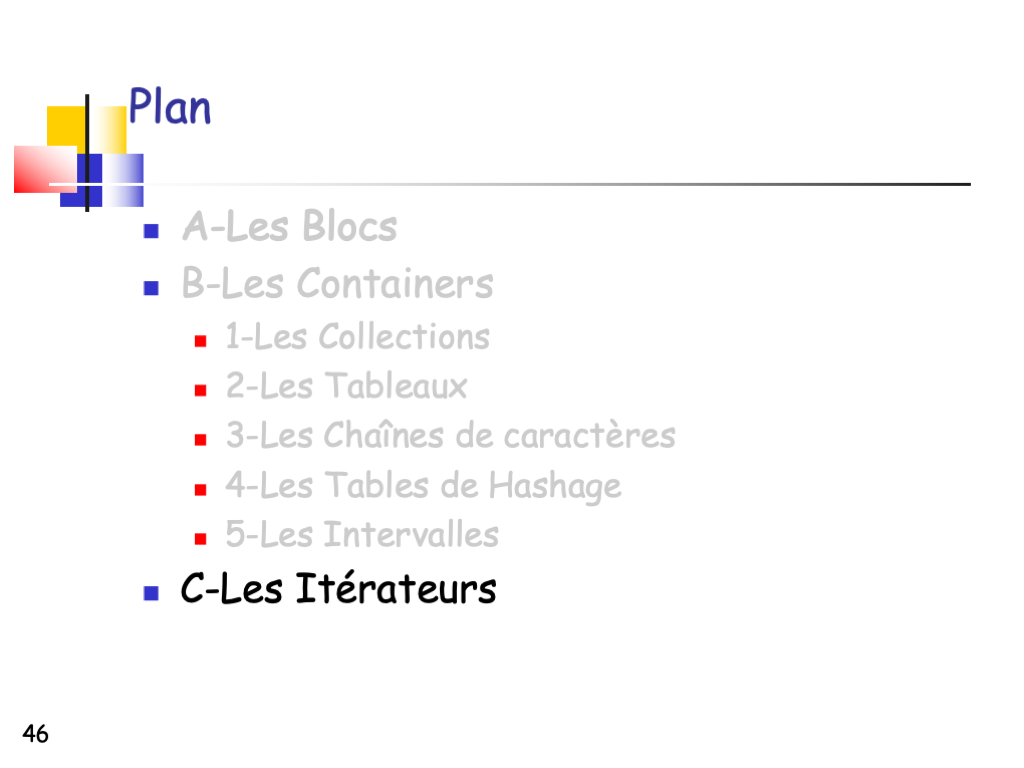 Plan
A-Les Blocs
B-Les Containers
1-Les Collections
2-Les Tableaux
3-Les Chaînes de caractères
4-Les Tables de Hashage
5-Les Intervalles
C-Les Itérateurs
46